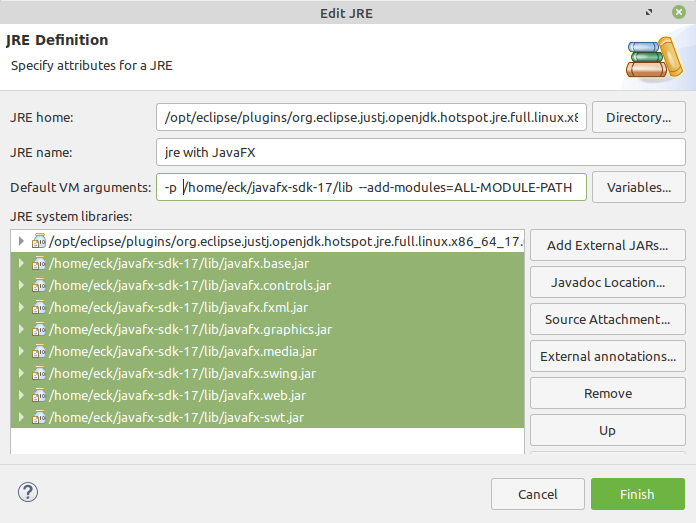 Edit JRE
JRE Definition
Specify attributes for a JRE
JRE home: /opt/eclipse/plugins/org.eclipse.justj.openjdk.hotspot.jre.full.linux.x8 Directory...
JRE name: jre with JavaFX
Default VM arguments: -p /home/eck/javafx-sdk-17/lib --add-modules=ALL-MODULE-PATH Variables...
JRE system libraries:
/opt/eclipse/plugins/org.eclipse.justj.openjdk.hotspot.jre.full.linux.x86_64_17. Add External JARs...
/home/eck/javafx-sdk-17/lib/javafx.base.jar
/home/eck/javafx-sdk-17/lib/javafx.controls.jar Javadoc Location...
/home/eck/javafx-sdk-17/lib/javafx.fxml.jar Source Attachment...
/home/eck/javafx-sdk-17/lib/javafx.graphics.jar
/home/eck/javafx-sdk-17/lib/javafx.media.jar External annotations...
/home/eck/javafx-sdk-17/lib/javafx.swing.jar
/home/eck/javafx-sdk-17/lib/javafx.web.jar Remove
/home/eck/javafx-sdk-17/lib/javafx-swt.jar Up
Cancel Finish